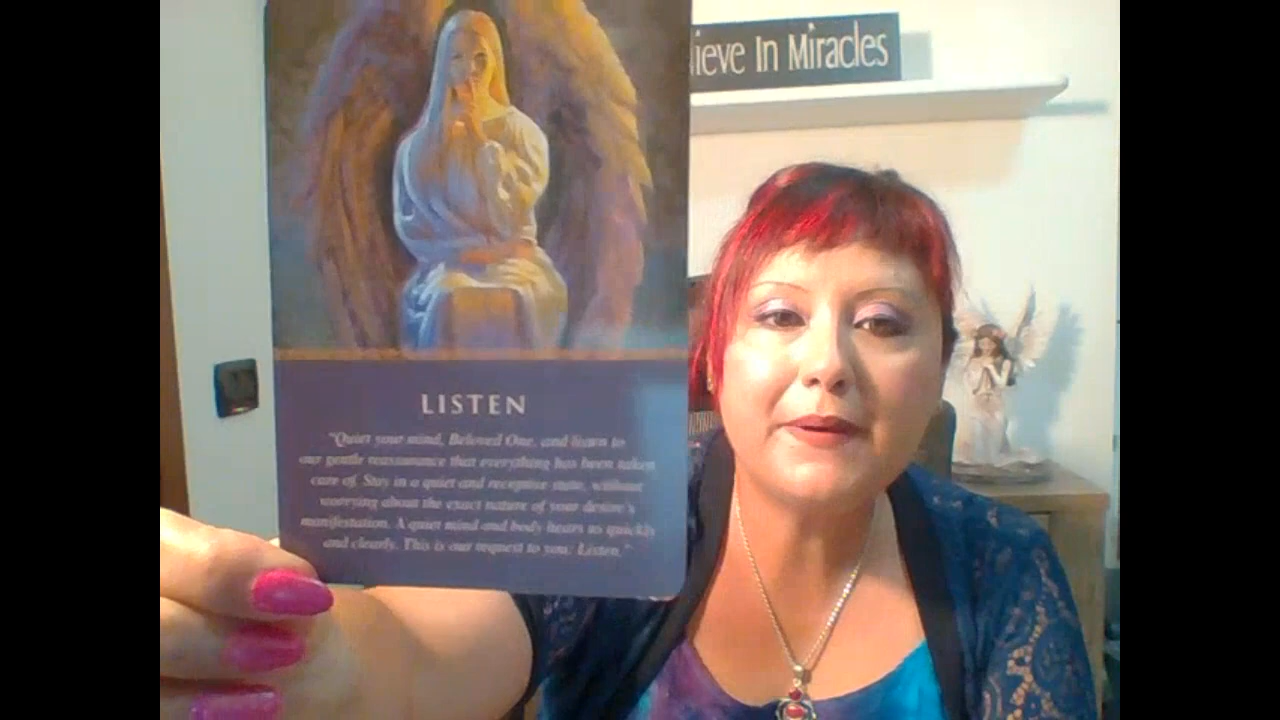 ieve In Miracles
LISTEN
"Quiet your mind, Beloved One, and listen to
our gentle reassurance that everything has been taken
care of. Stay in a quiet and receptive state, without
worrying about the exact nature of your desire's
manifestation. A quiet mind and body hears us quickly
and clearly. This is our request to you: Listen."